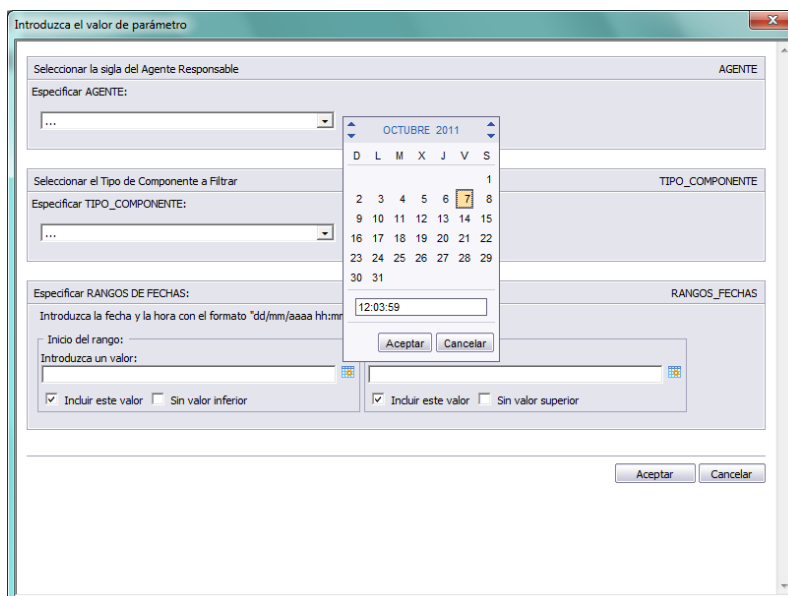 Introduzca el valor de parámetro
Seleccionar la sigla del Agente Responsable AGENTE
Especificar AGENTE:
...
OCTUBRE 2011
D L M X J V S
1
2 3 4 5 6 7 8
9 10 11 12 13 14 15
16 17 18 19 20 21 22
23 24 25 26 27 28 29
30 31
12:03:59
Aceptar Cancelar
Seleccionar el Tipo de Componente a Filtrar TIPO_COMPONENTE
Especificar TIPO_COMPONENTE:
...
Especificar RANGOS DE FECHAS: RANGOS_FECHAS
Introduzca la fecha y la hora con el formato "dd/mm/aaaa hh:mm
Inicio del rango:
Introduzca un valor:
Incluir este valor Sin valor inferior
Incluir este valor Sin valor superior
Aceptar Cancelar